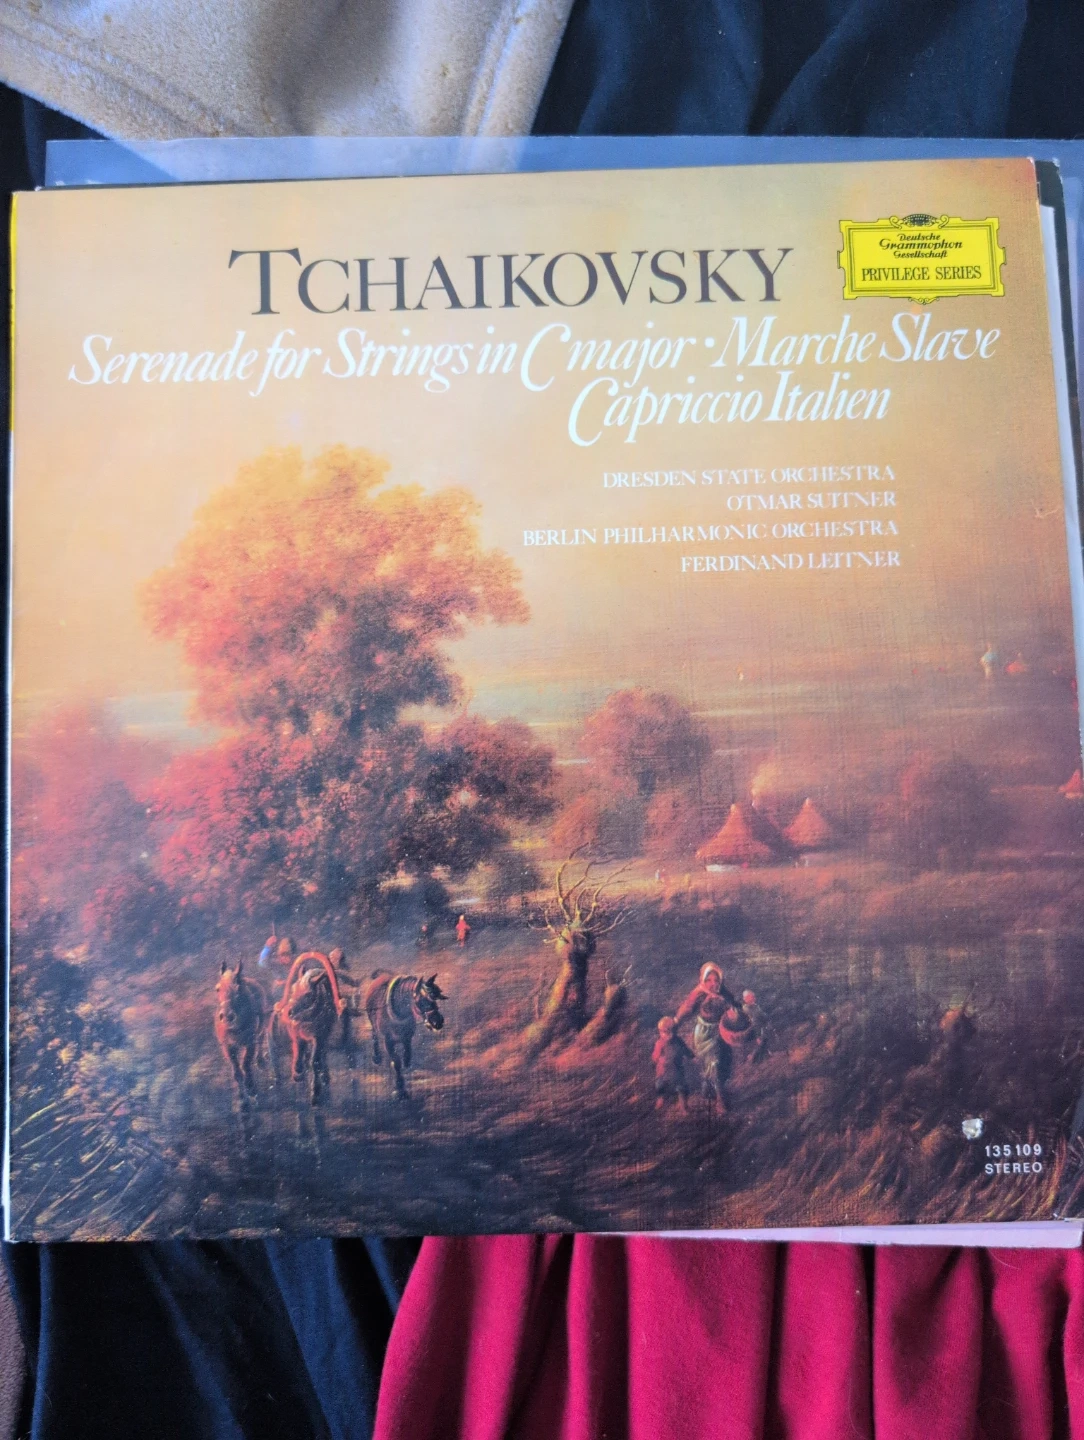 TCHAIKOVSKY
Deutsche
Grammophon
Gesellschaft
PRIVILEGE SERIES
Serenade for Strings in C major · Marche Slave
Capriccio Italien
DRESDEN STATE ORCHESTRA
OTMAR SUITNER
BERLIN PHILHARMONIC ORCHESTRA
FERDINAND LEITNER
135 109
STEREO